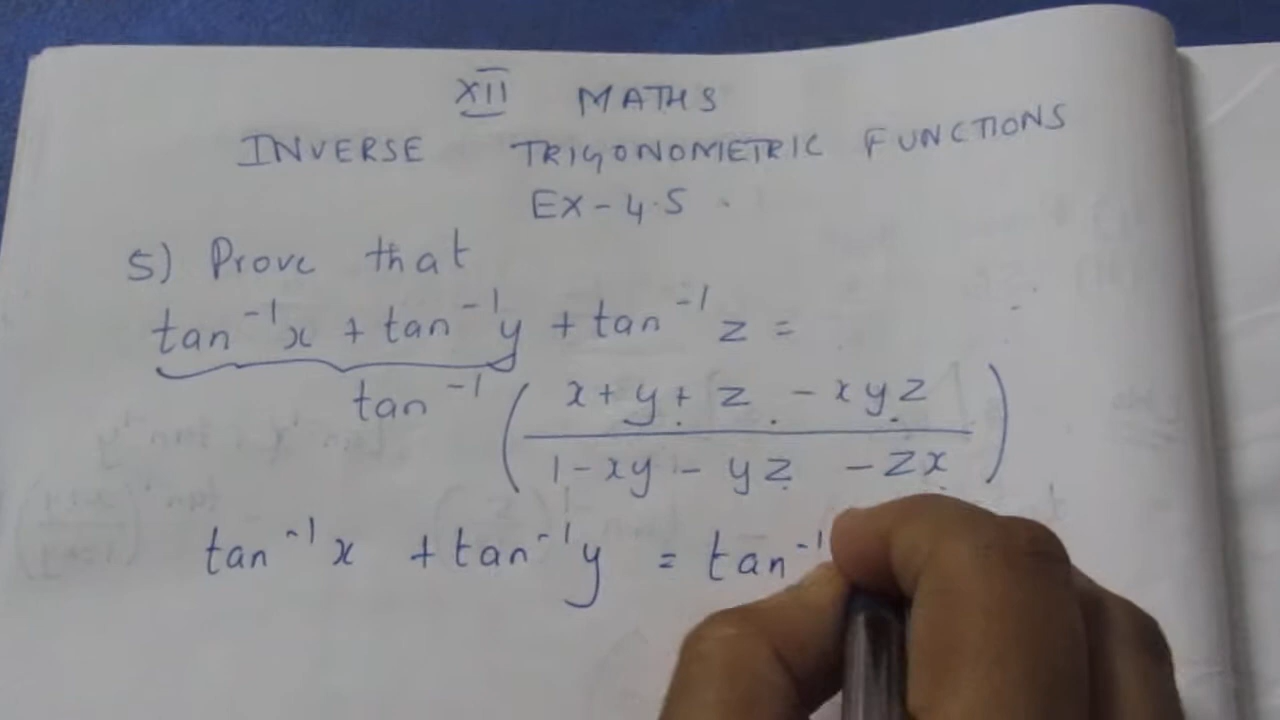 XII MATHS
INVERSE TRIGONOMETRIC FUNCTIONS
EX-4.5
5) Prove that
tan⁻¹x + tan⁻¹y + tan⁻¹z =
tan⁻¹ ( x+y+z -xyz / 1-xy-yz -zx )
tan⁻¹x + tan⁻¹y = tan⁻¹